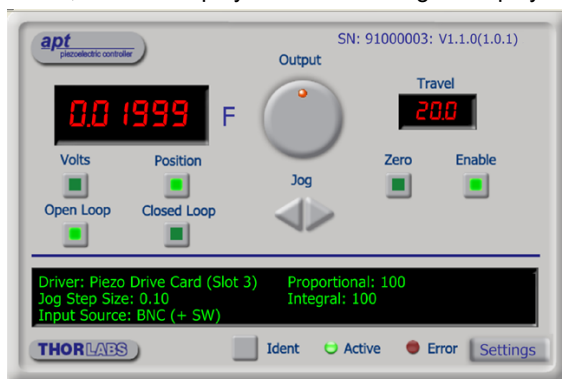 apt
piezoelectric controller
SN: 91000003: V1.1.0(1.0.1)
Output
0.01999
F
Travel
20.0
Volts
Position
Jog
Zero
Enable
Open Loop
Closed Loop
Driver: Piezo Drive Card (Slot 3)
Proportional: 100
Jog Step Size: 0.10
Integral: 100
Input Source: BNC (+ SW)
THORLABS
Ident
Active
Error
Settings